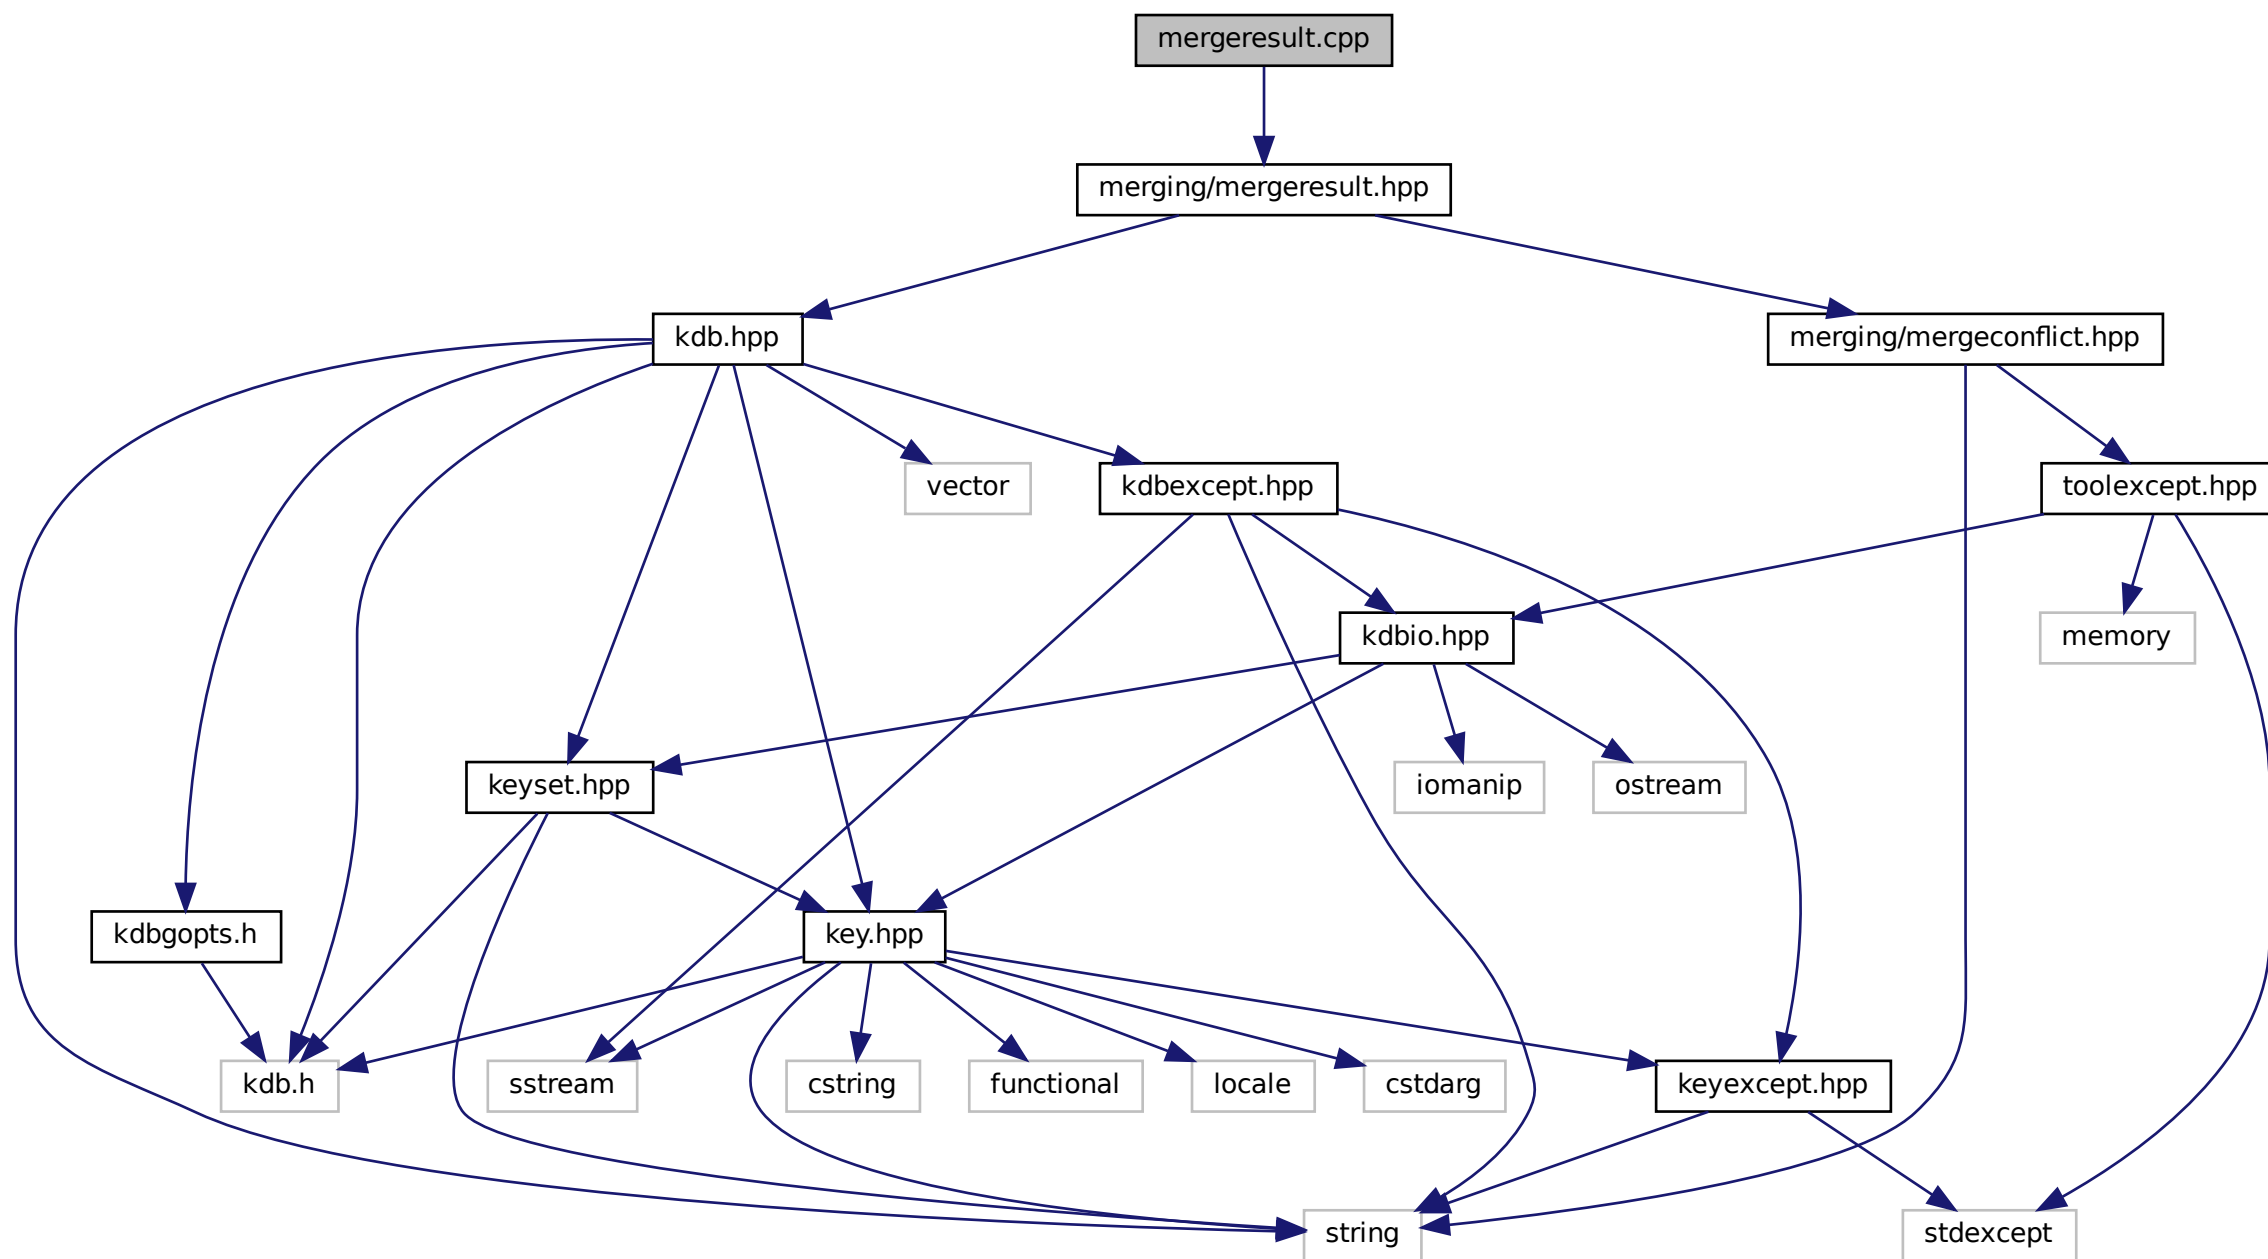 mergeresult.cpp
merging/mergeresult.hpp
kdb.hpp
merging/mergeconflict.hpp
vector
kdbexcept.hpp
toolexcept.hpp
kdbio.hpp
memory
keyset.hpp
iomanip
ostream
kdbgopts.h
key.hpp
kdb.h
sstream
cstring
functional
locale
cstdarg
keyexcept.hpp
string
stdexcept